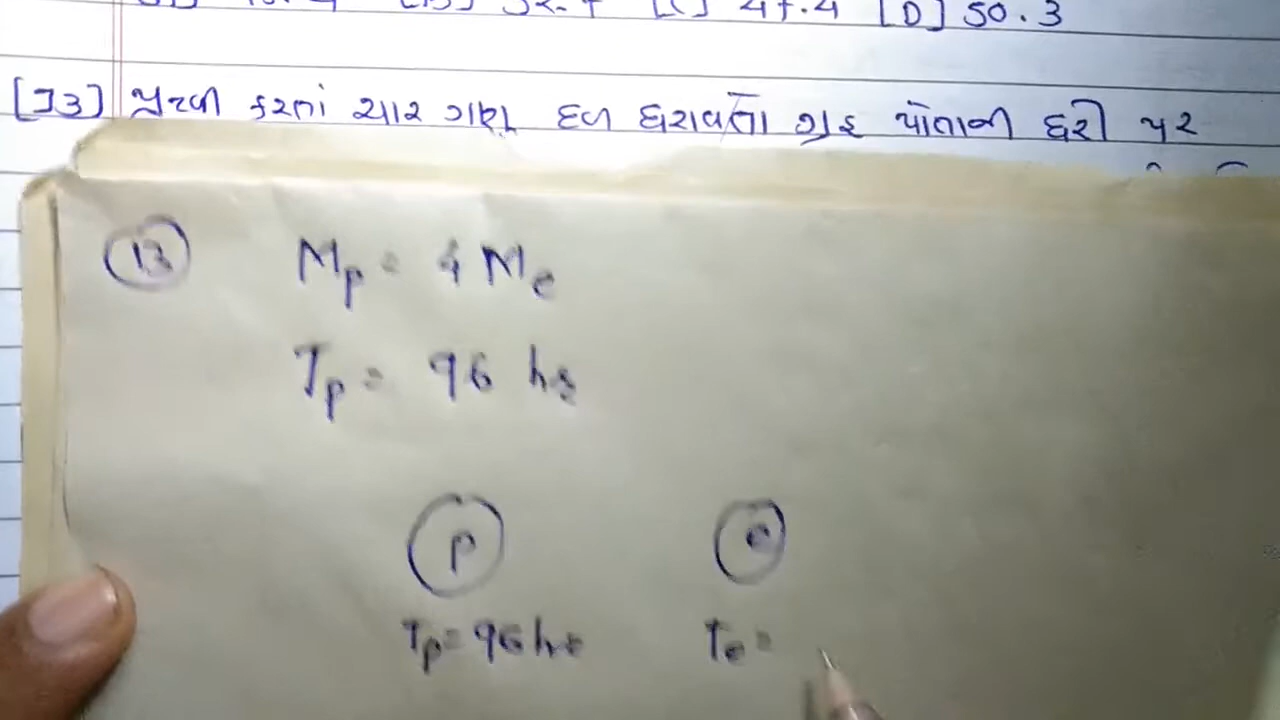 [D] 50.3
[13] પૃથ્વી કરતાં ચાર ગણું દળ ધરાવતા ગ્રહ પોતાની ધરી પર
13 Mp = 4 Me
Tp = 96 hr
p e
Tp = 96 hr Te =